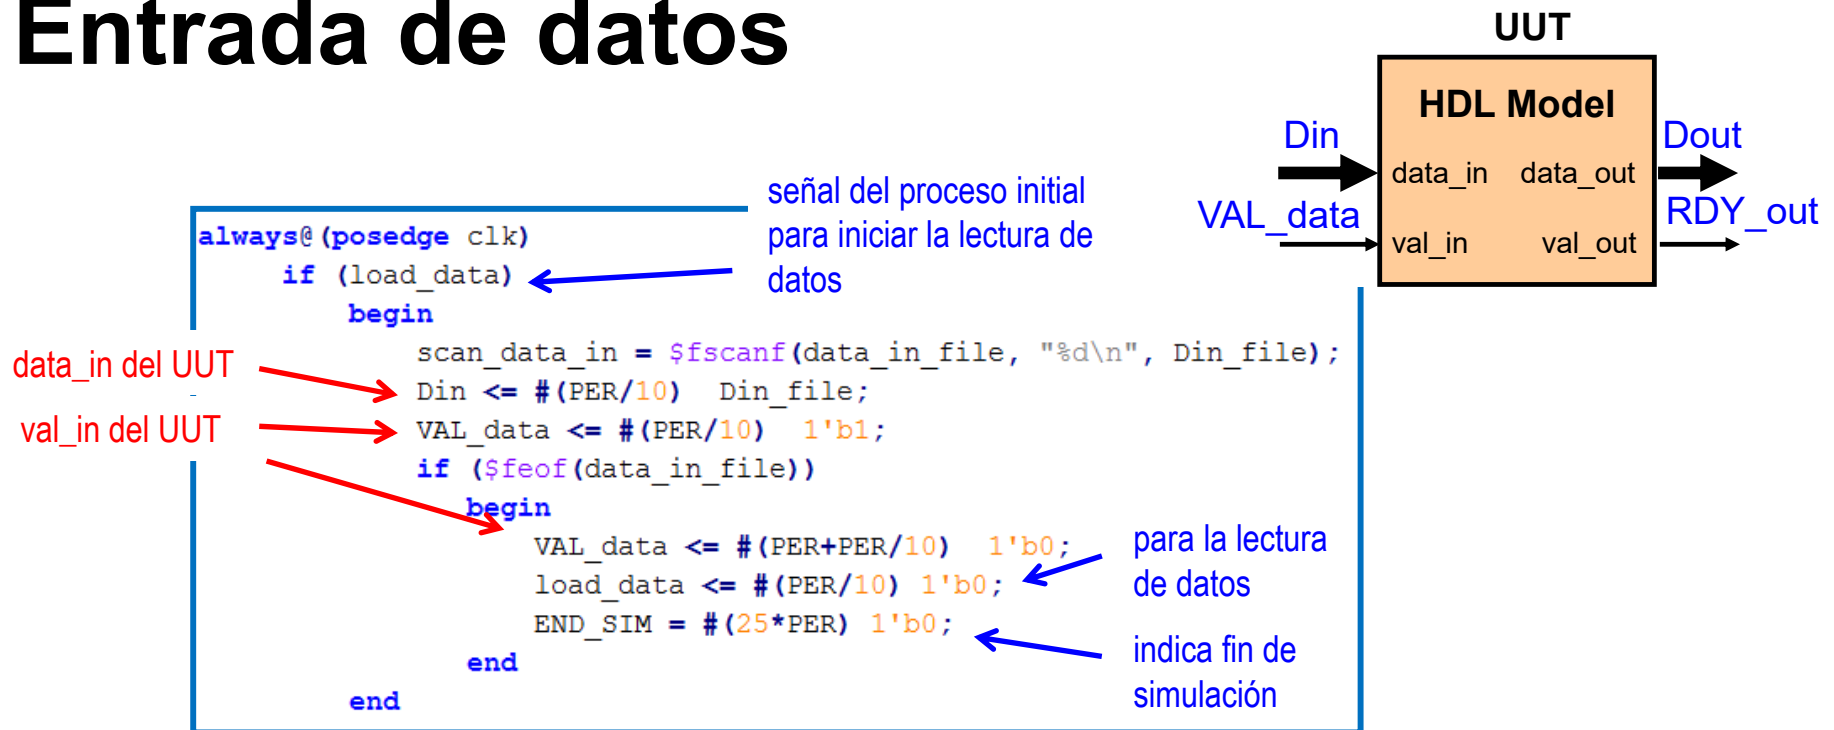 Entrada de datos
UUT
HDL Model
Din
Dout
data_in data_out
VAL_data
RDY_out
val_in val_out
señal del proceso initial
para iniciar la lectura de
datos
always@(posedge clk)
if (load_data)
begin
scan_data_in = $fscanf(data_in_file, "%d\n", Din_file);
data_in del UUT
Din <= #(PER/10) Din_file;
val_in del UUT
VAL_data <= #(PER/10) 1'b1;
if ($feof(data_in_file))
begin
VAL_data <= #(PER+PER/10) 1'b0;
load_data <= #(PER/10) 1'b0;
END_SIM = #(25*PER) 1'b0;
end
end
para la lectura
de datos
indica fin de
simulación